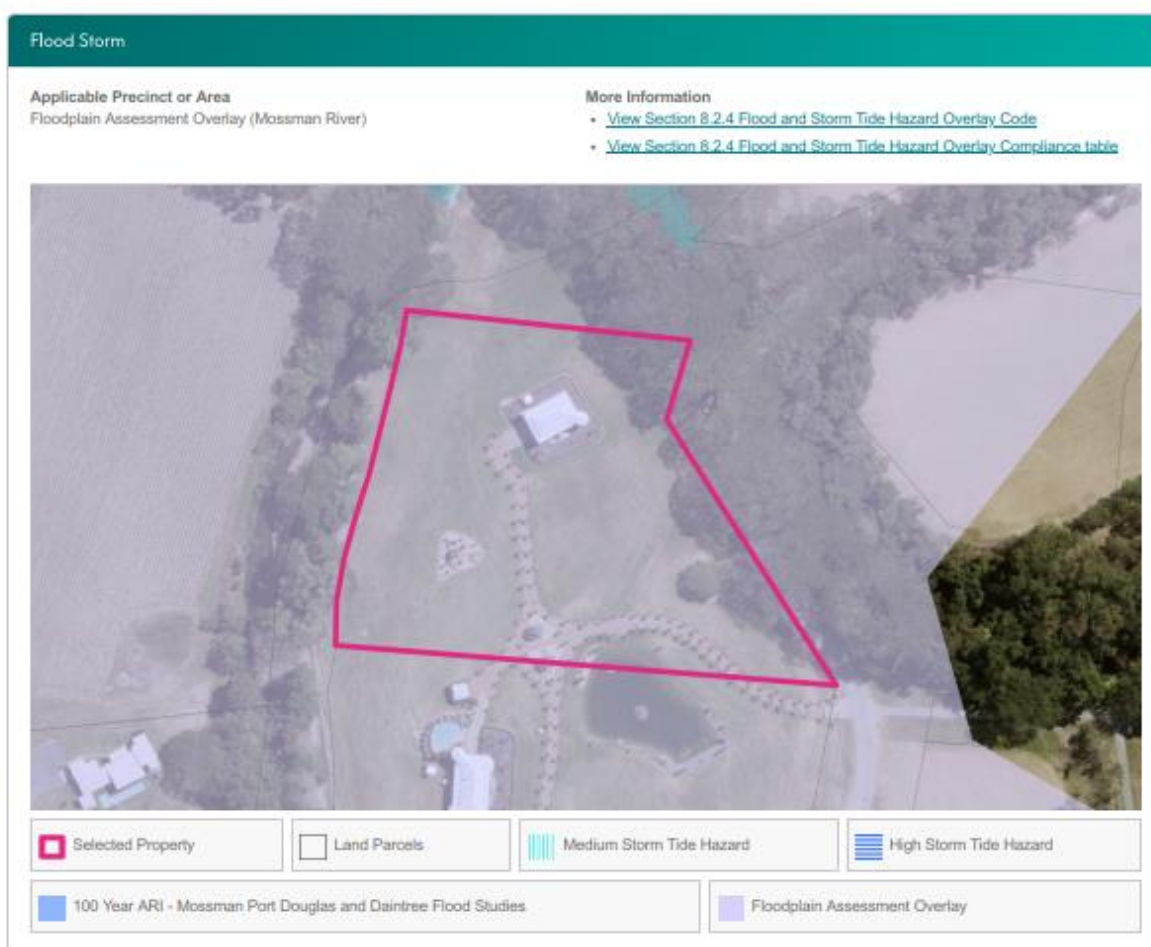 Flood Storm
Applicable Precinct or Area
Floodplain Assessment Overlay (Mossman River)
More Information
• View Section 8.2.4 Flood and Storm Tide Hazard Overlay Code
• View Section 8.2.4 Flood and Storm Tide Hazard Overlay Compliance table
Selected Property
Land Parcels
Medium Storm Tide Hazard
High Storm Tide Hazard
100 Year ARI - Mossman Port Douglas and Daintree Flood Studies
Floodplain Assessment Overlay